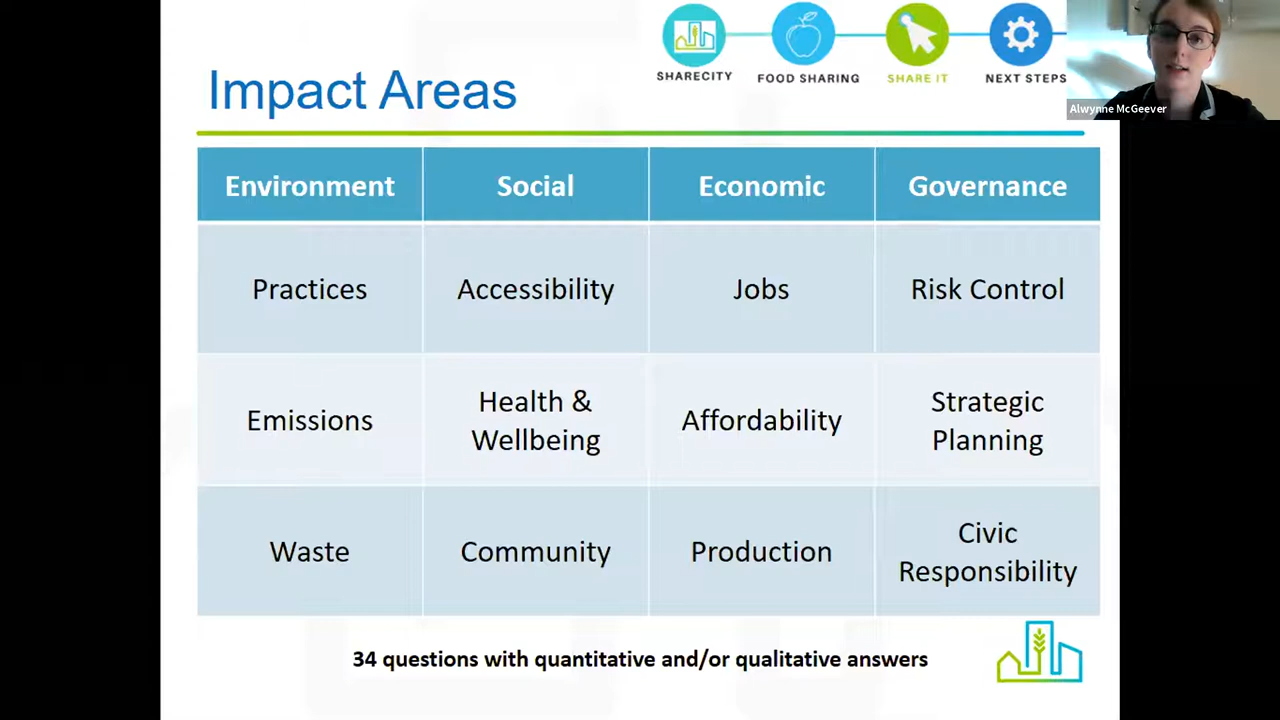 SHARECITY
FOOD SHARING
SHARE IT
NEXT STEPS
Alwynne McGeever
Impact Areas
Environment Social Economic Governance
Practices Accessibility Jobs Risk Control
Emissions Health & Wellbeing Affordability Strategic Planning
Waste Community Production Civic Responsibility
34 questions with quantitative and/or qualitative answers